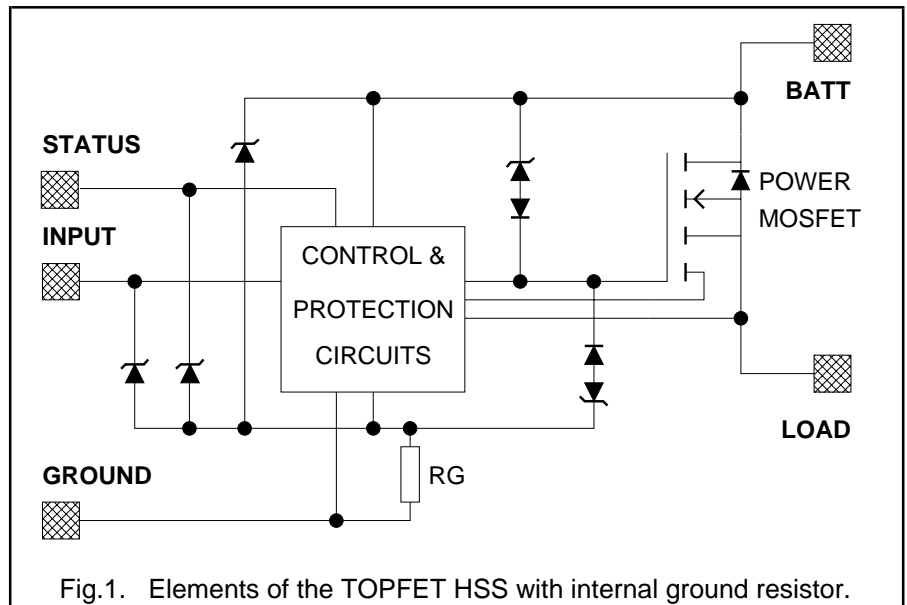 BATT
STATUS
POWER
MOSFET
INPUT
CONTROL &
PROTECTION
CIRCUITS
LOAD
GROUND
RG
Fig.1. Elements of the TOPFET HSS with internal ground resistor.